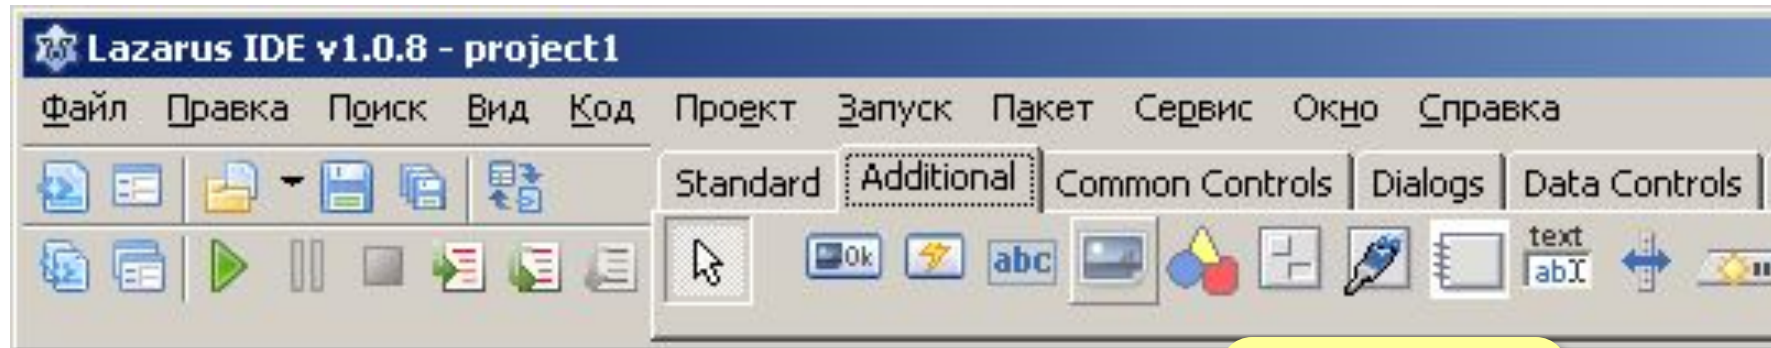 Lazarus IDE v1.0.8 - project1
Файл Правка Поиск Вид Код Проект Запуск Пакет Сервис Окно Справка
Standard Additional Common Controls Dialogs Data Controls
Ok abc text
abI